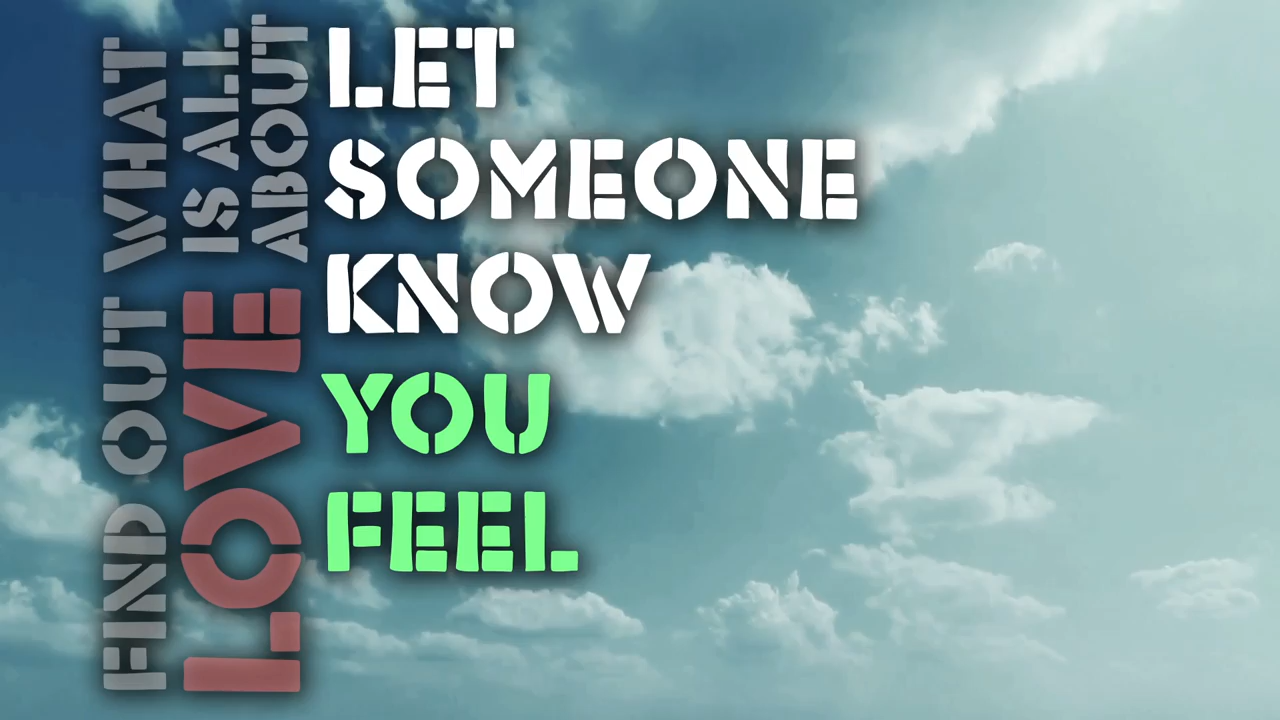 FIND OUT WHAT
LOVE IS ALL
ABOUT
LET
SOMEONE
KNOW
YOU
FEEL